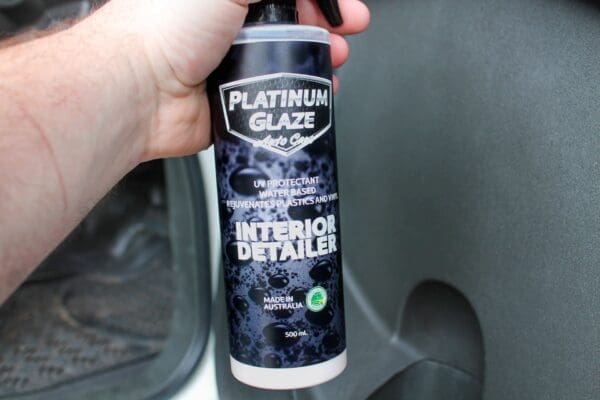 PLATINUM
GLAZE
Auto Care
UV PROTECTANT
WATER BASED
REJUVENATES PLASTICS AND VINYL
INTERIOR
DETAILER
MADE IN
AUSTRALIA
500 mL